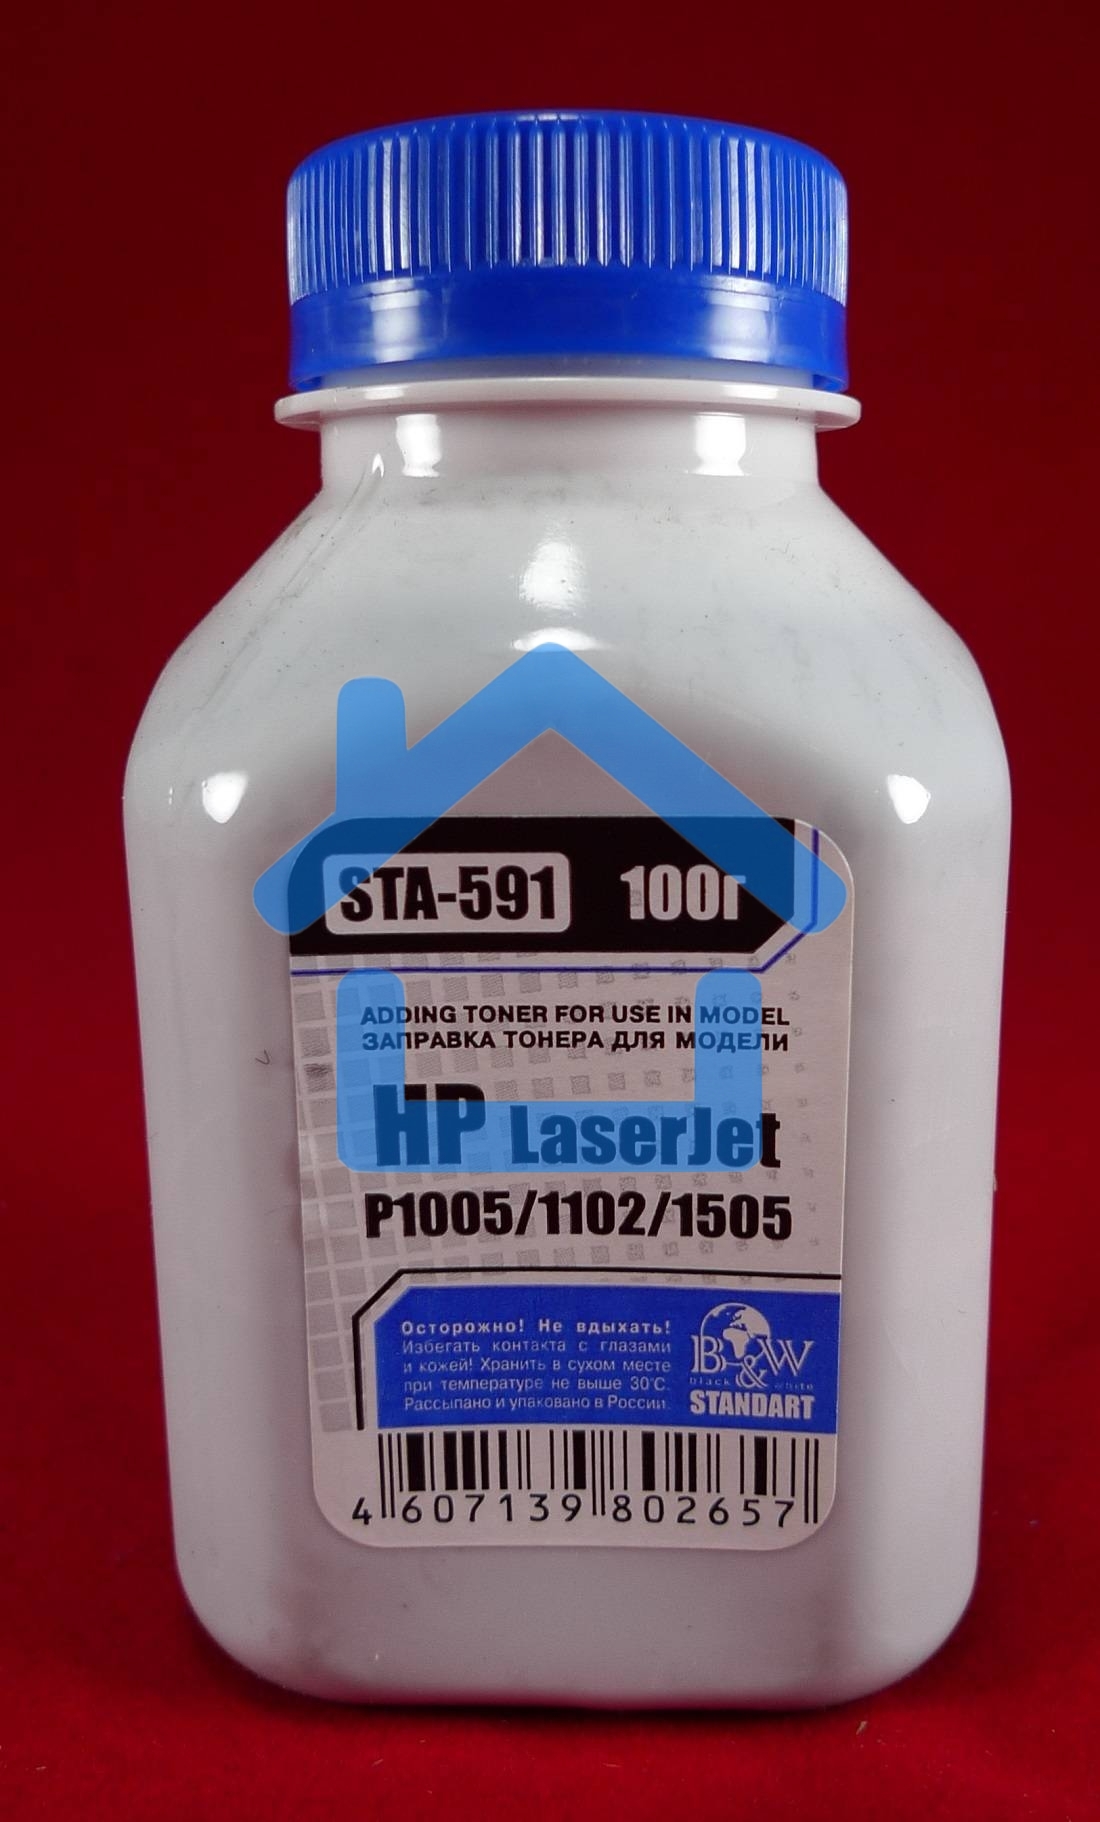 STA-591 100г
ADDING TONER FOR USE IN MODEL
ЗАПРАВКА ТОНЕРА ДЛЯ МОДЕЛИ
HP LaserJet
P1005/1102/1505
Осторожно! Не вдыхать!
Избегать контакта с глазами
и кожей! Хранить в сухом месте
при температуре не выше 30°С.
Рассыпано и упаковано в России.
B&W
black & white
STANDART
4 607139 802657